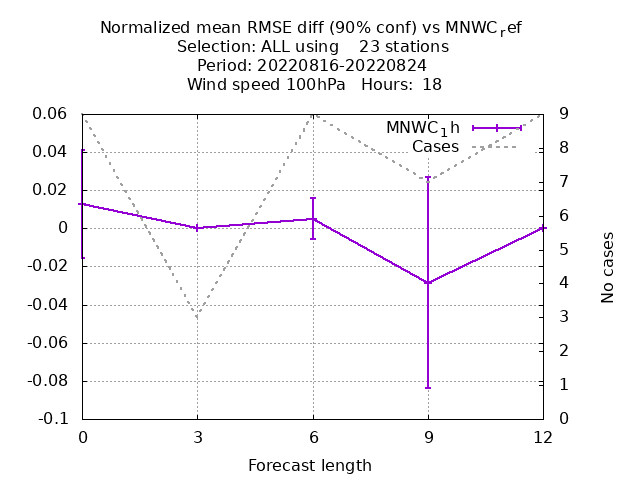 Normalized mean RMSE diff (90% conf) vs MNWC_ref
Selection: ALL using    23 stations
Period: 20220816-20220824
Wind speed 100hPa   Hours:  18
MNWC_1h
Cases
0.06
0.04
0.02
0
-0.02
-0.04
-0.06
-0.08
-0.1
9
8
7
6
5
4
3
2
1
0
No cases
0 3 6 9 12
Forecast length